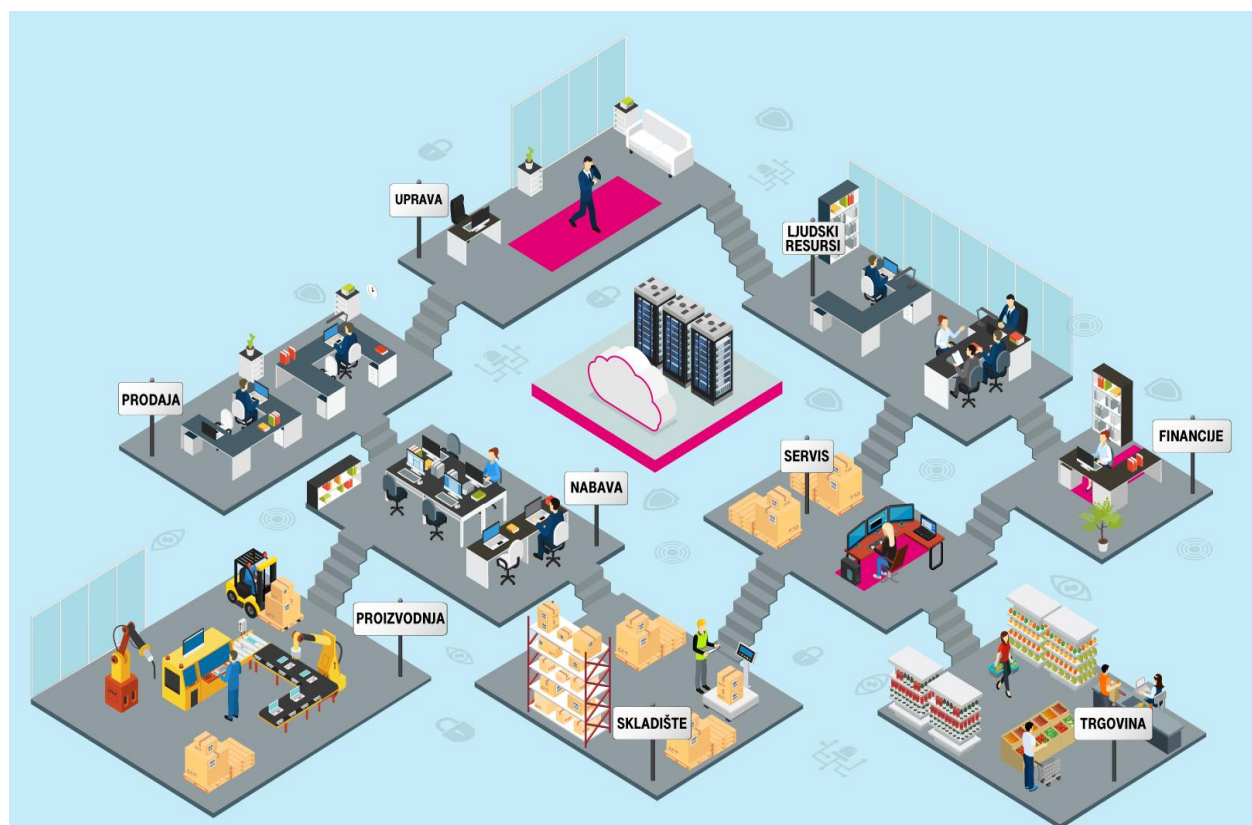 UPRAVA
LJUDSKI
RESURSI
PRODAJA
FINANCIJE
SERVIS
NABAVA
PROIZVODNJA
SKLADIŠTE
TRGOVINA